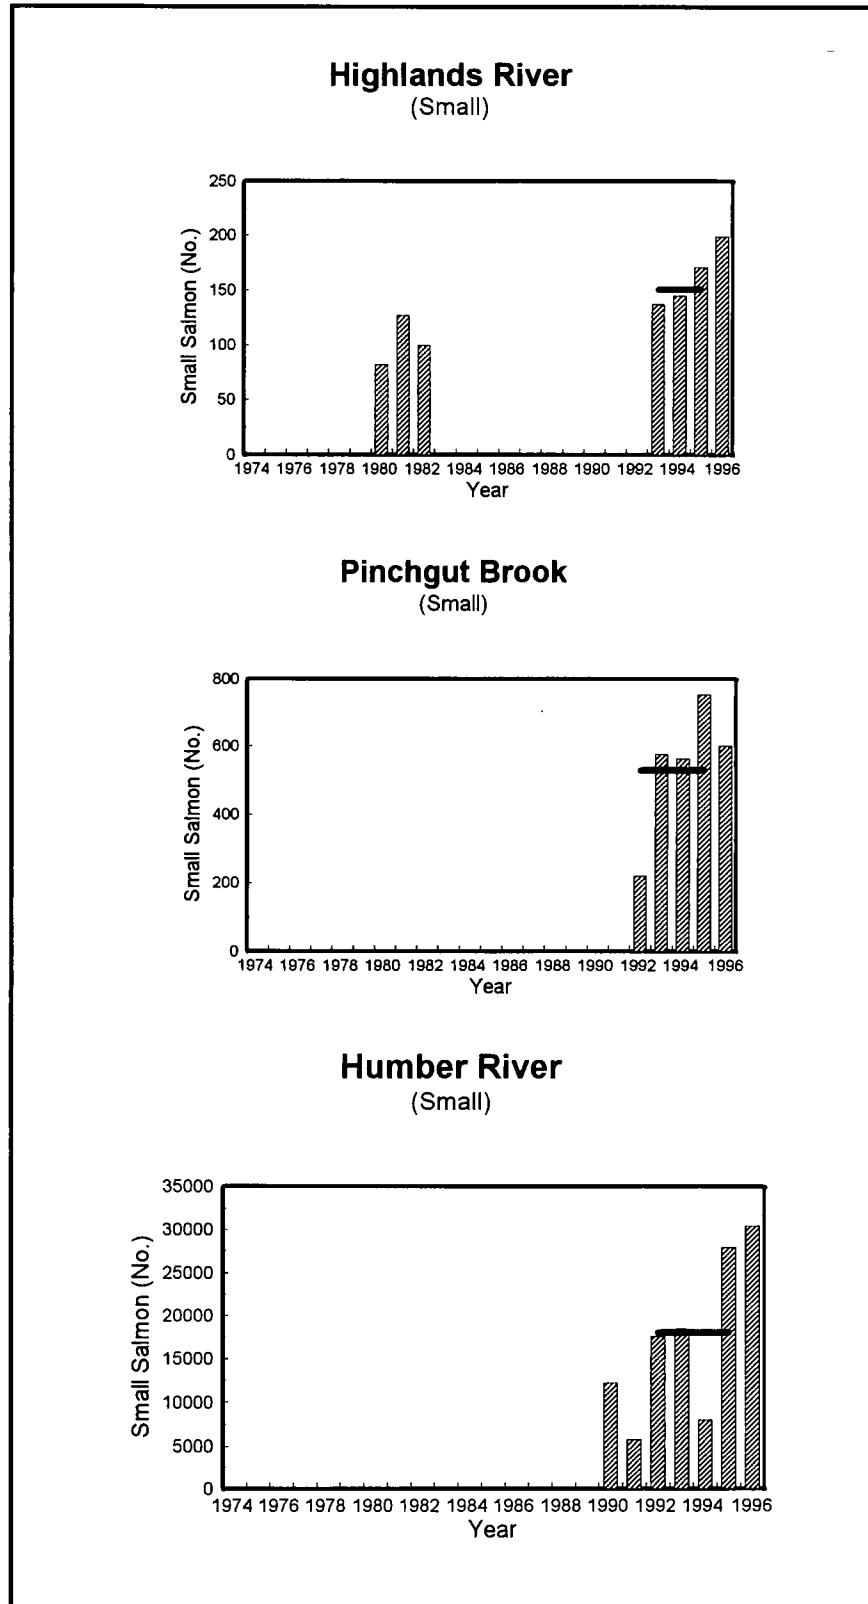 Highlands River
(Small)
250
200
150
100
50
0
Small Salmon (No.)
1974 1976 1978 1980 1982 1984 1986 1988 1990 1992 1994 1996
Year
Pinchgut Brook
(Small)
800
600
400
200
0
Small Salmon (No.)
1974 1976 1978 1980 1982 1984 1986 1988 1990 1992 1994 1996
Year
Humber River
(Small)
35000
30000
25000
20000
15000
10000
5000
0
Small Salmon (No.)
1974 1976 1978 1980 1982 1984 1986 1988 1990 1992 1994 1996
Year